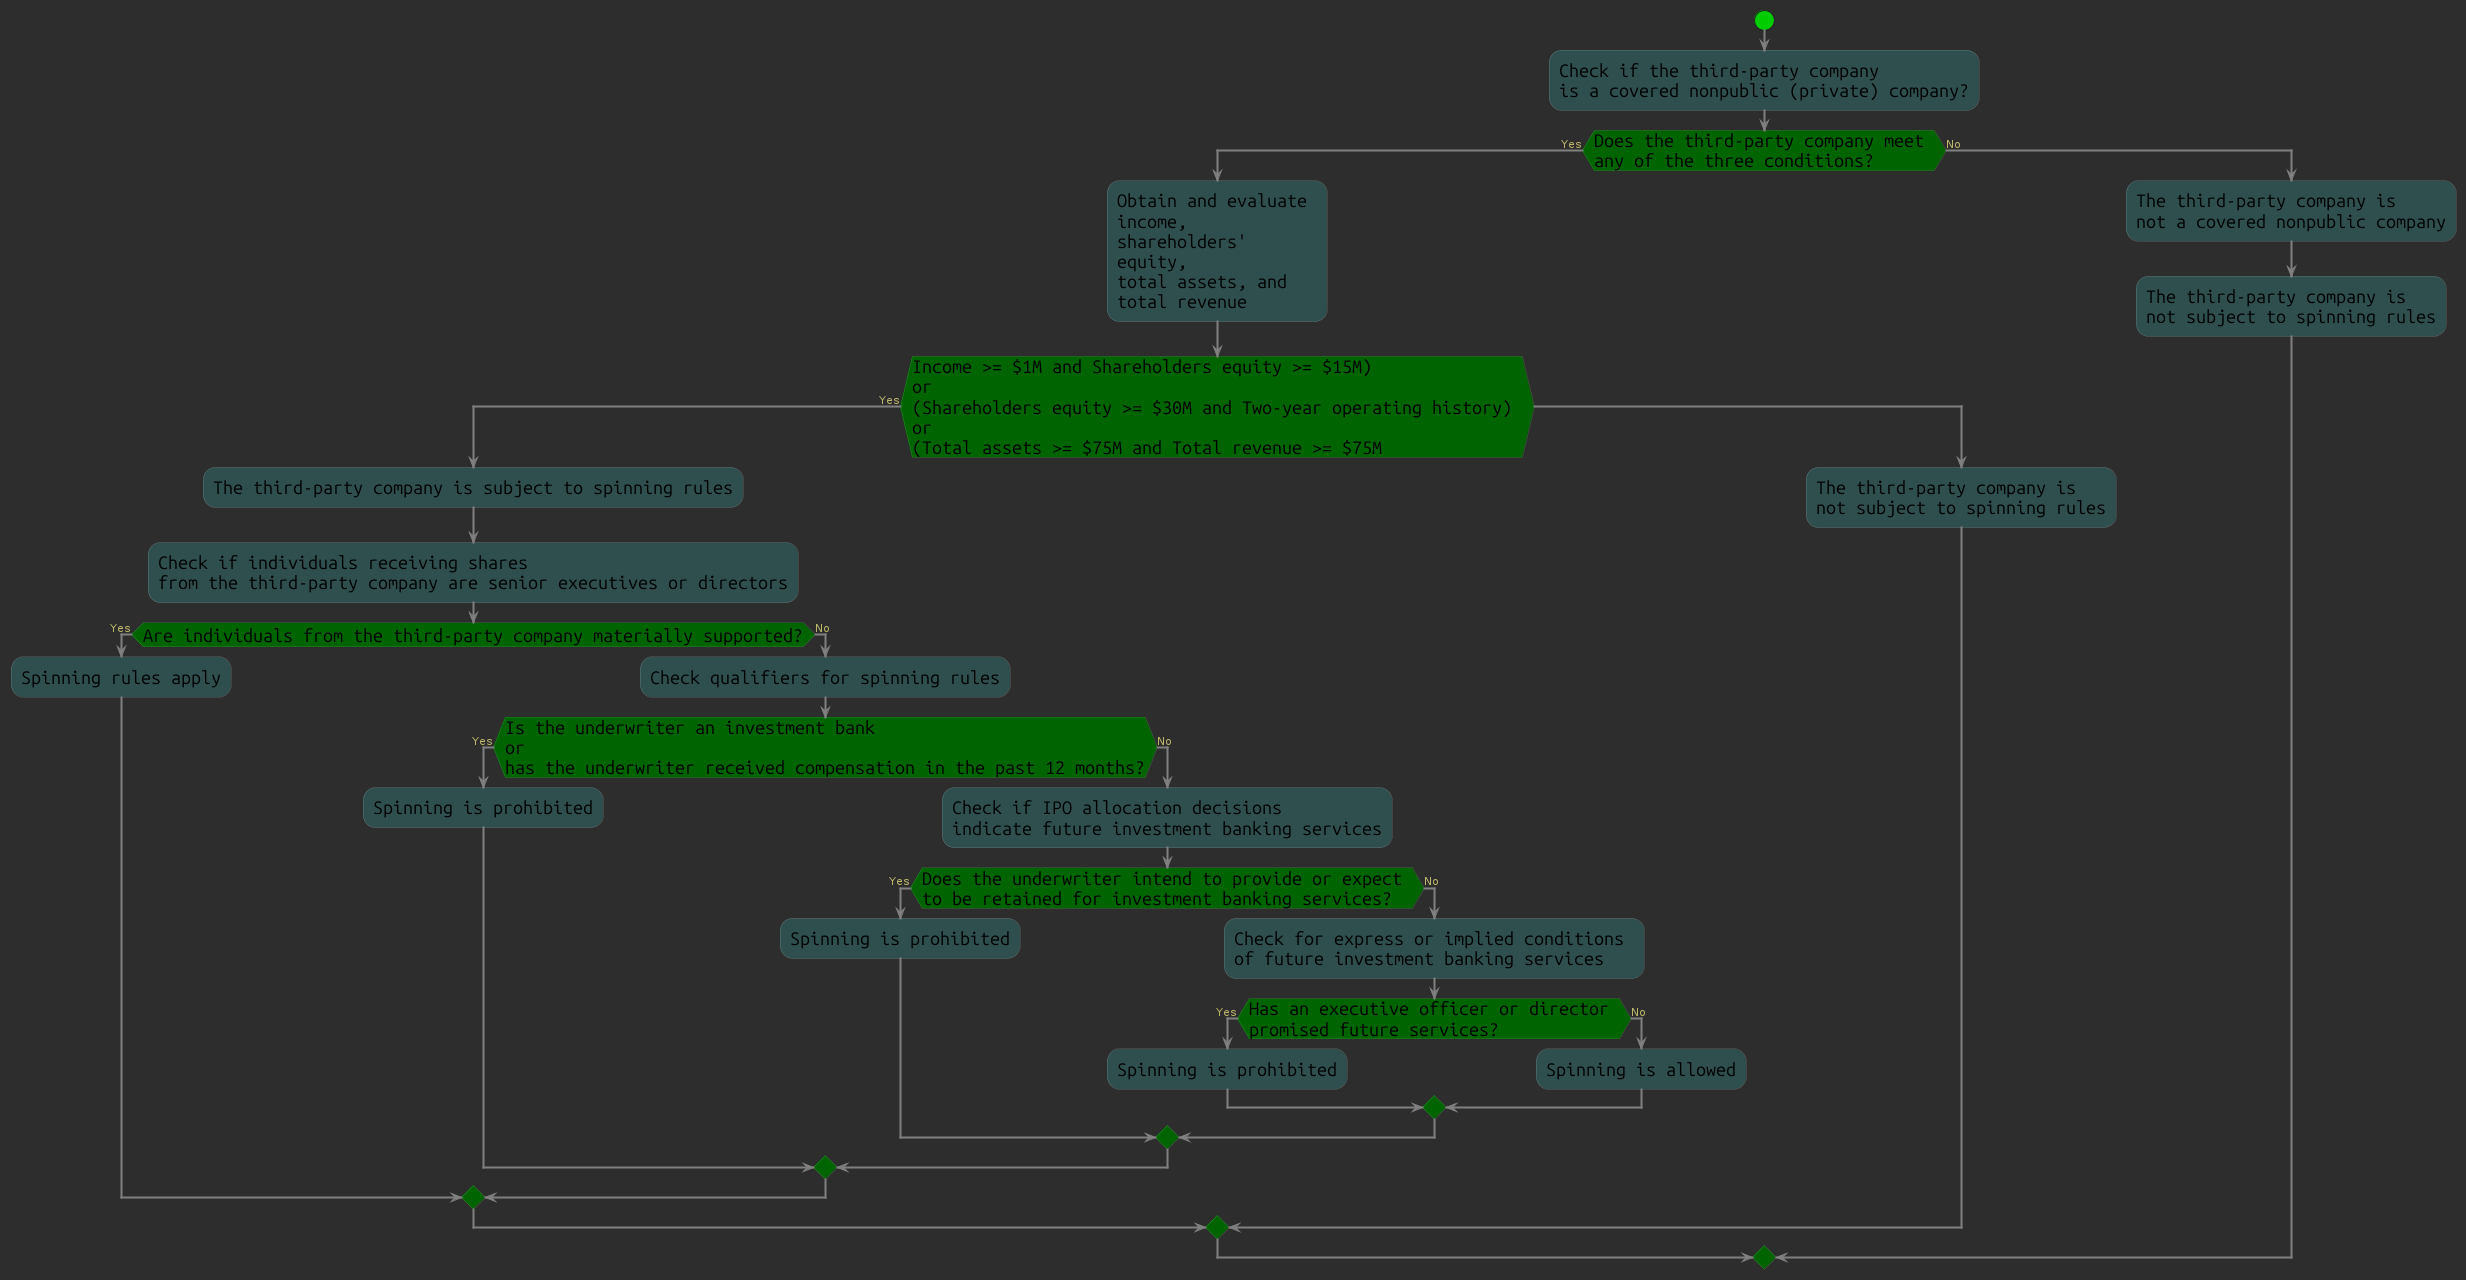 Check if the third-party company
is a covered nonpublic (private) company?
Yes
Does the third-party company meet
any of the three conditions?
No
Obtain and evaluate
income,
shareholders'
equity,
total assets, and
total revenue
The third-party company is
not a covered nonpublic company
The third-party company is
not subject to spinning rules
Yes
Income >= $1M and Shareholders equity >= $15M)
or
(Shareholders equity >= $30M and Two-year operating history)
or
(Total assets >= $75M and Total revenue >= $75M
The third-party company is subject to spinning rules
The third-party company is
not subject to spinning rules
Check if individuals receiving shares
from the third-party company are senior executives or directors
Yes
Are individuals from the third-party company materially supported?
No
Spinning rules apply
Check qualifiers for spinning rules
Yes
Is the underwriter an investment bank
or
has the underwriter received compensation in the past 12 months?
No
Spinning is prohibited
Check if IPO allocation decisions
indicate future investment banking services
Yes
Does the underwriter intend to provide or expect
to be retained for investment banking services?
No
Spinning is prohibited
Check for express or implied conditions
of future investment banking services
Yes
Has an executive officer or director
promised future services?
No
Spinning is prohibited
Spinning is allowed